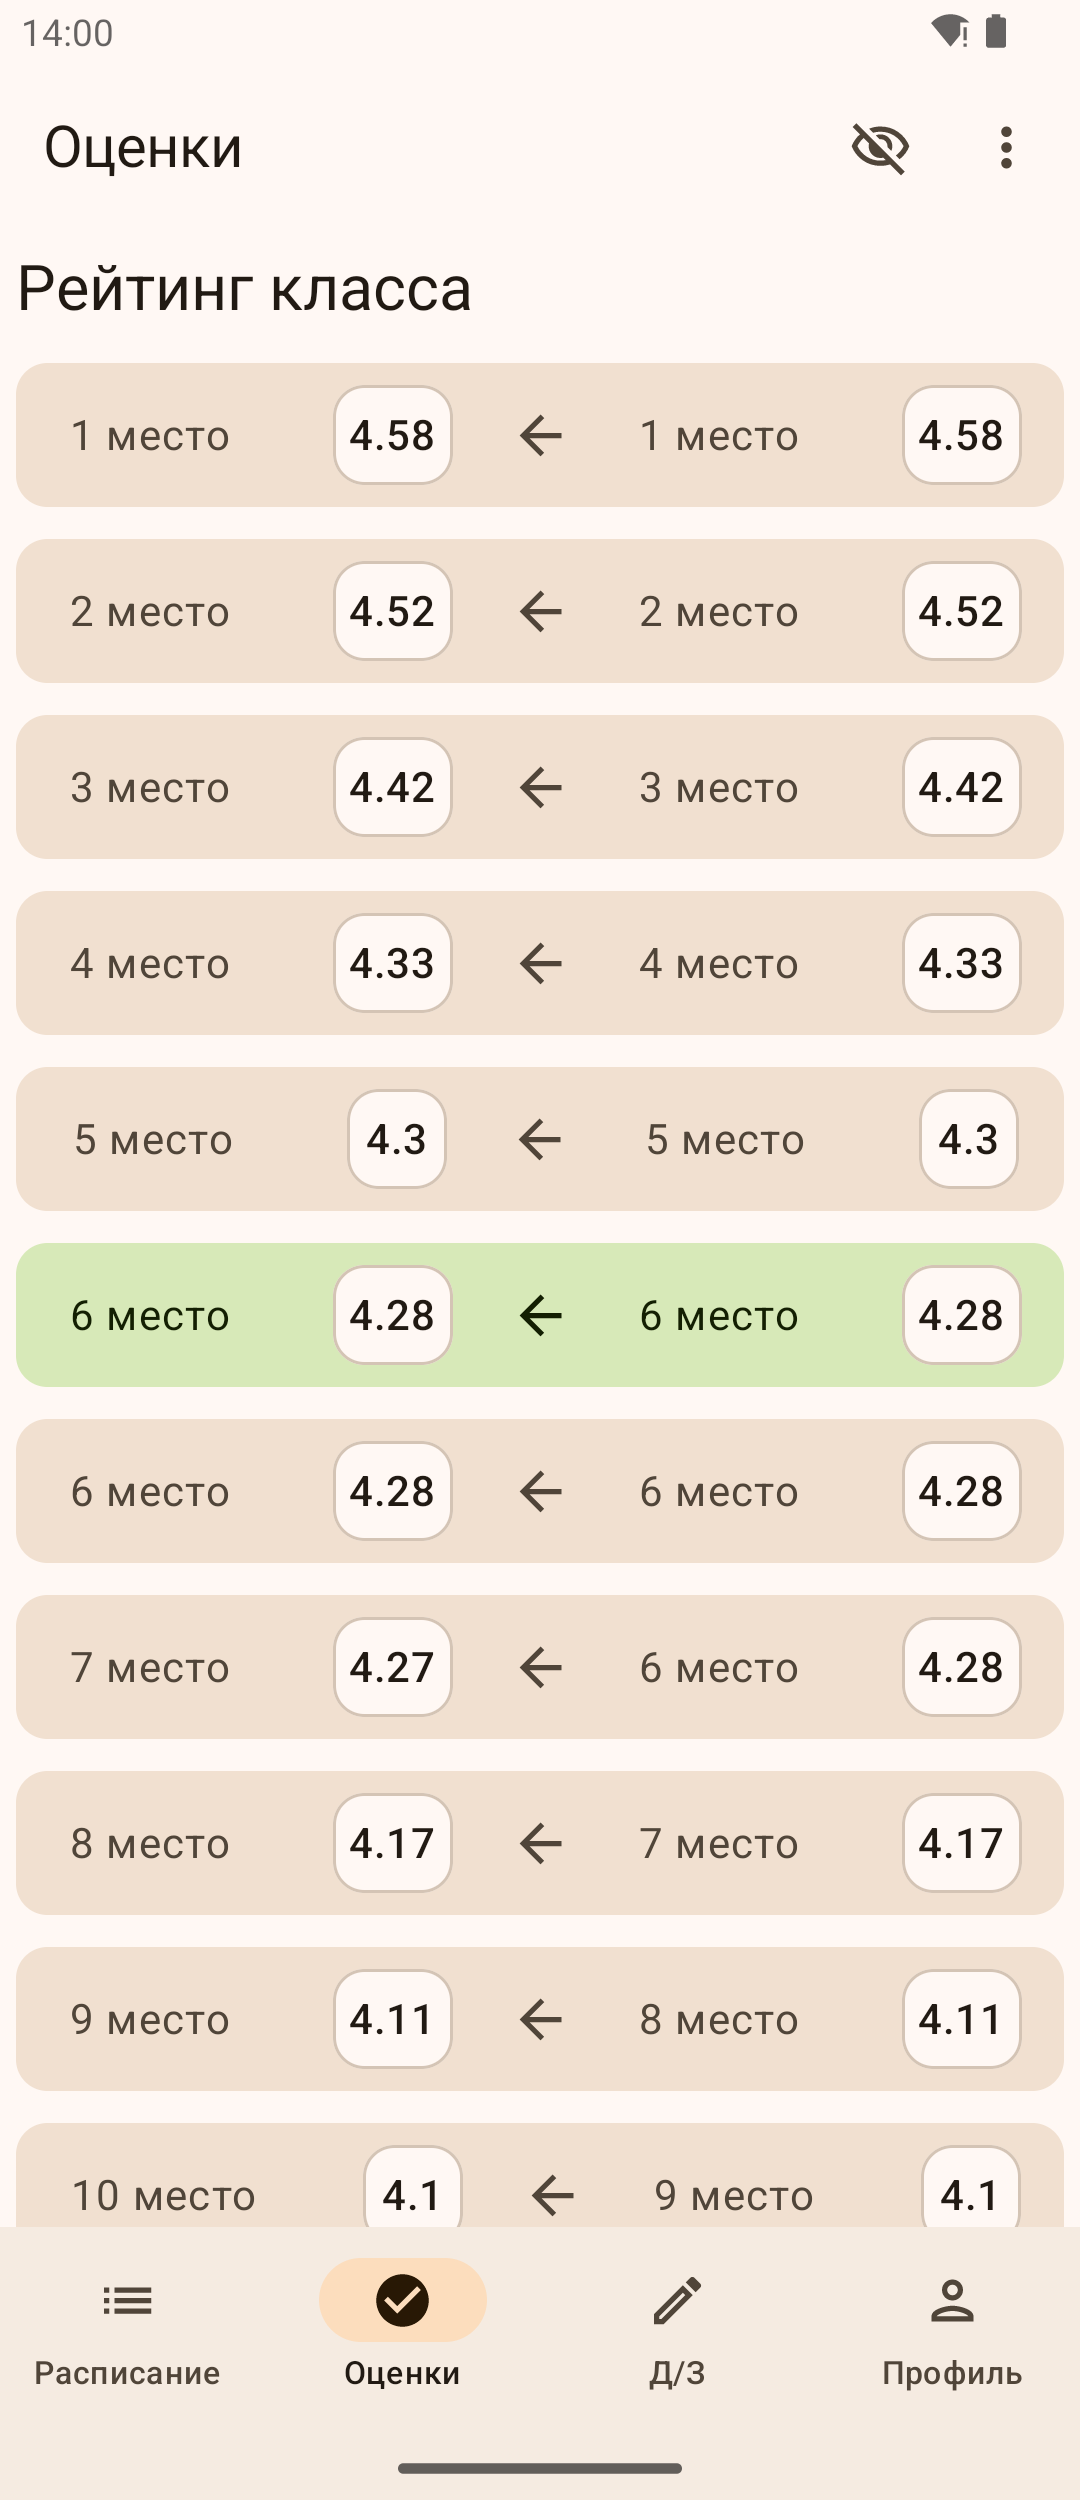 14:00
Оценки
Рейтинг класса
1 место 4.58 ← 1 место 4.58
2 место 4.52 ← 2 место 4.52
3 место 4.42 ← 3 место 4.42
4 место 4.33 ← 4 место 4.33
5 место 4.3 ← 5 место 4.3
6 место 4.28 ← 6 место 4.28
6 место 4.28 ← 6 место 4.28
7 место 4.27 ← 6 место 4.28
8 место 4.17 ← 7 место 4.17
9 место 4.11 ← 8 место 4.11
10 место 4.1 ← 9 место 4.1
Расписание Оценки Д/З Профиль